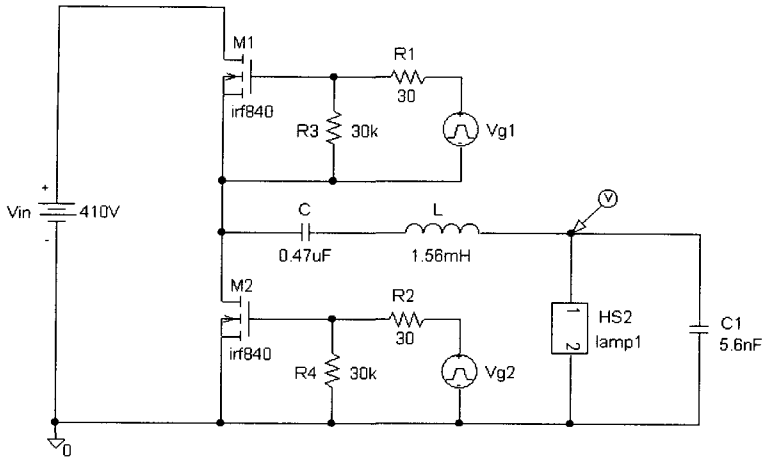 M1
irf840
R1
30
R3
30k
Vg1
+
Vin
410V
-
C
0.47uF
L
1.56mH
V
M2
irf840
R2
30
R4
30k
Vg2
1
2
HS2
lamp1
C1
5.6nF
0